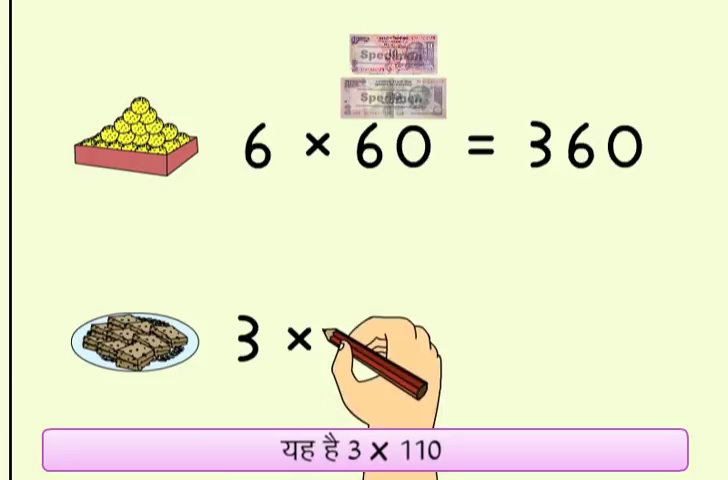 Specimen
Specimen
6 × 60 = 360
3 ×
यह है 3 × 110